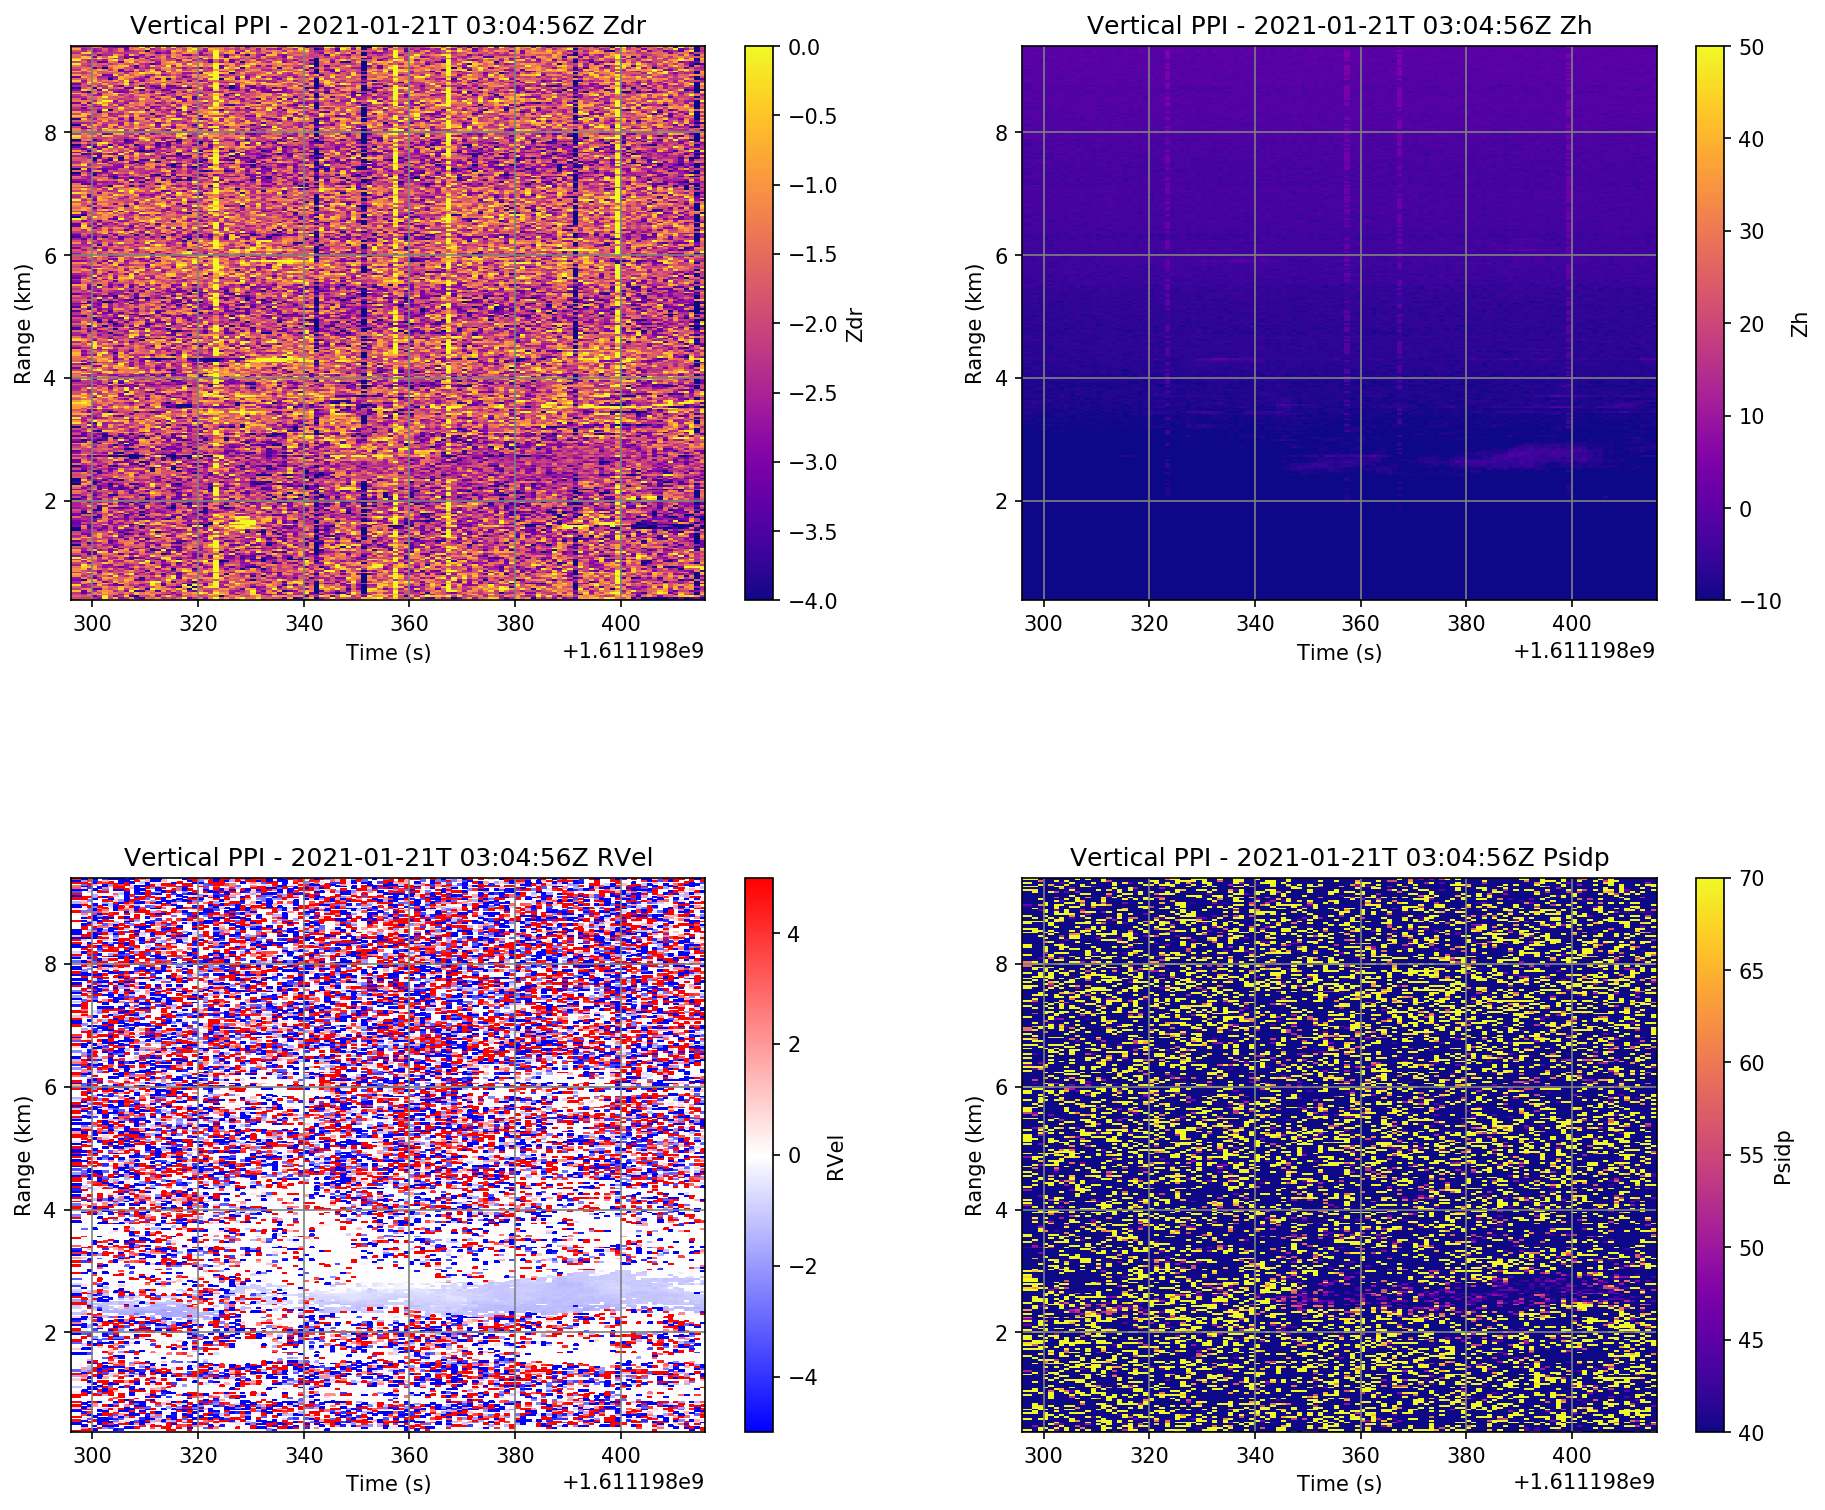 Vertical PPI - 2021-01-21T 03:04:56Z Zdr
Range (km)
8
6
4
2
300 320 340 360 380 400
Time (s)
+1.611198e9
0.0
−0.5
−1.0
−1.5
−2.0
−2.5
−3.0
−3.5
−4.0
Zdr
Vertical PPI - 2021-01-21T 03:04:56Z Zh
Range (km)
8
6
4
2
300 320 340 360 380 400
Time (s)
+1.611198e9
50
40
30
20
10
0
−10
Zh
Vertical PPI - 2021-01-21T 03:04:56Z RVel
Range (km)
8
6
4
2
300 320 340 360 380 400
Time (s)
+1.611198e9
4
2
0
−2
−4
RVel
Vertical PPI - 2021-01-21T 03:04:56Z Psidp
Range (km)
8
6
4
2
300 320 340 360 380 400
Time (s)
+1.611198e9
70
65
60
55
50
45
40
Psidp